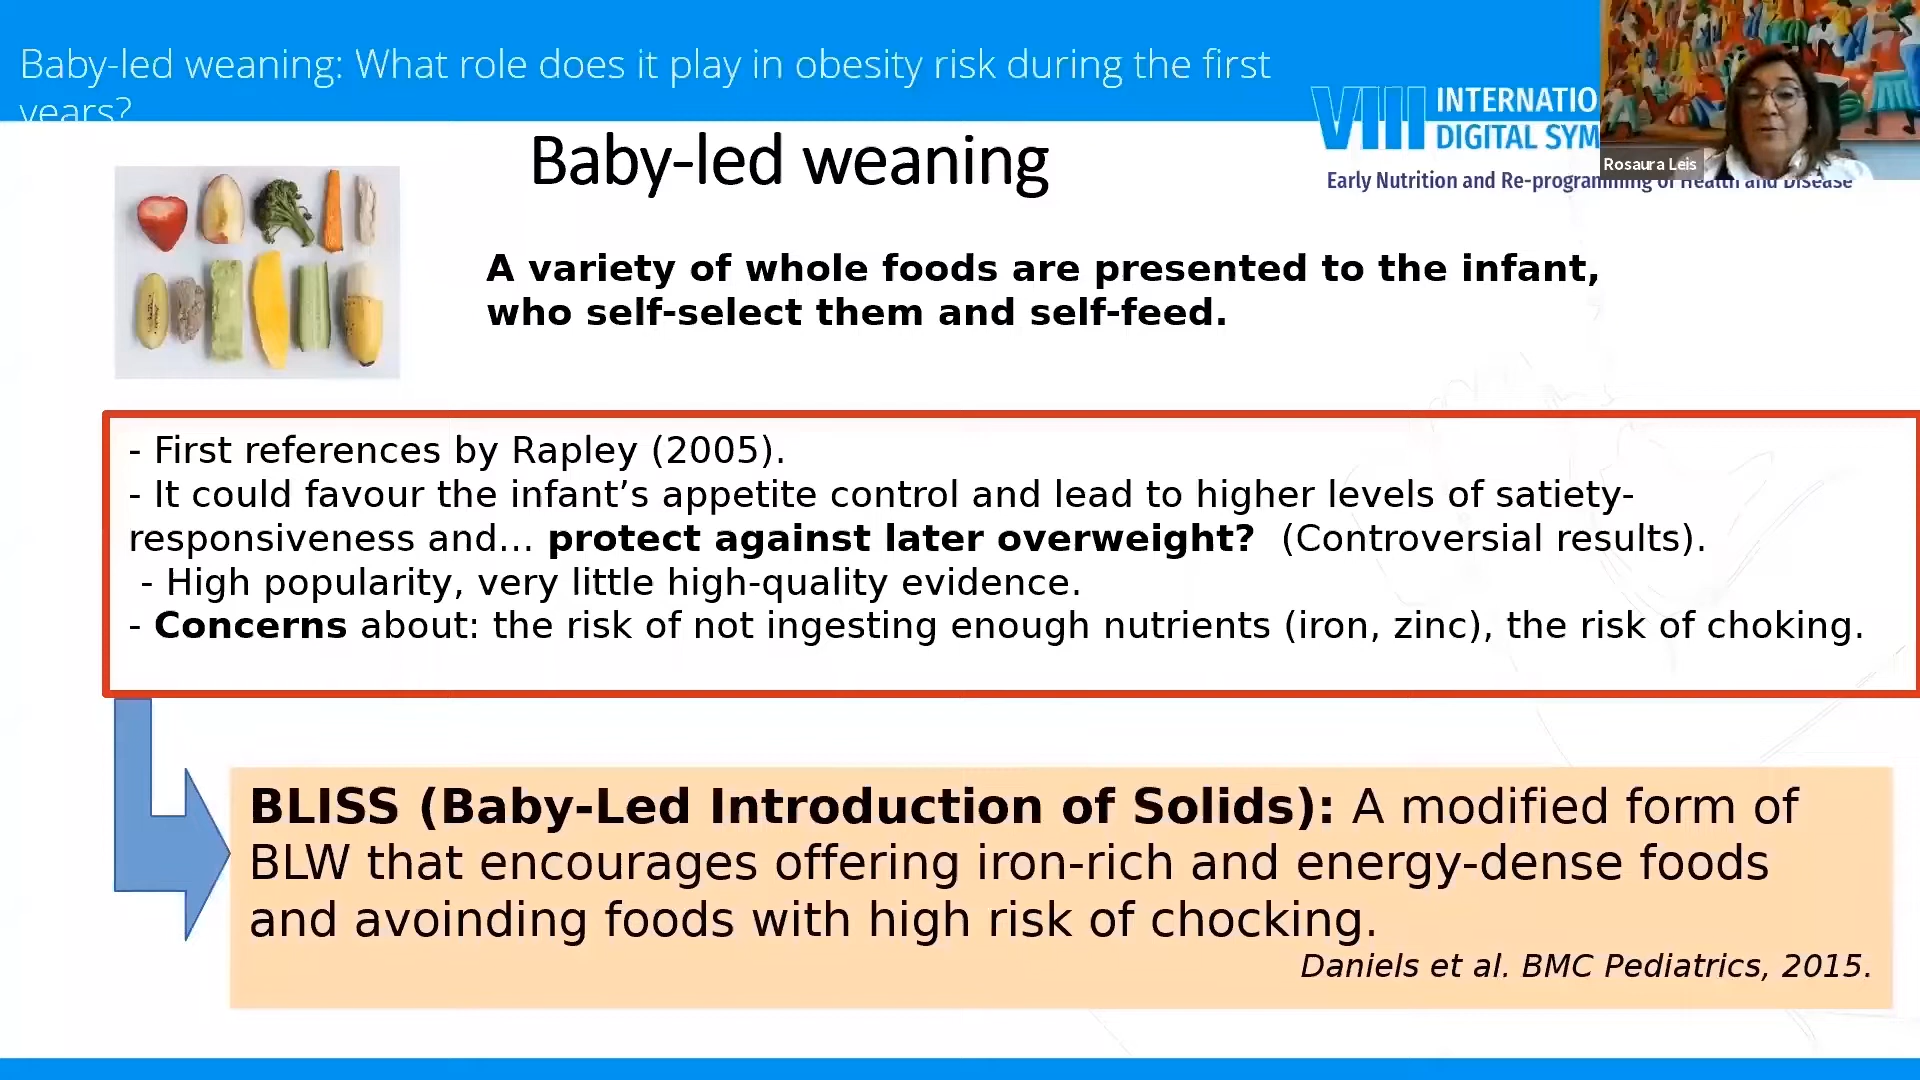 Baby-led weaning: What role does it play in obesity risk during the first
years?
VIII INTERNATIO
DIGITAL SYM
Rosaura Leis
Early Nutrition and Re-programming of Health and Disease
Baby-led weaning
A variety of whole foods are presented to the infant,
who self-select them and self-feed.
- First references by Rapley (2005).
- It could favour the infant’s appetite control and lead to higher levels of satiety-
responsiveness and... protect against later overweight? (Controversial results).
- High popularity, very little high-quality evidence.
- Concerns about: the risk of not ingesting enough nutrients (iron, zinc), the risk of choking.
BLISS (Baby-Led Introduction of Solids): A modified form of
BLW that encourages offering iron-rich and energy-dense foods
and avoinding foods with high risk of chocking.
Daniels et al. BMC Pediatrics, 2015.